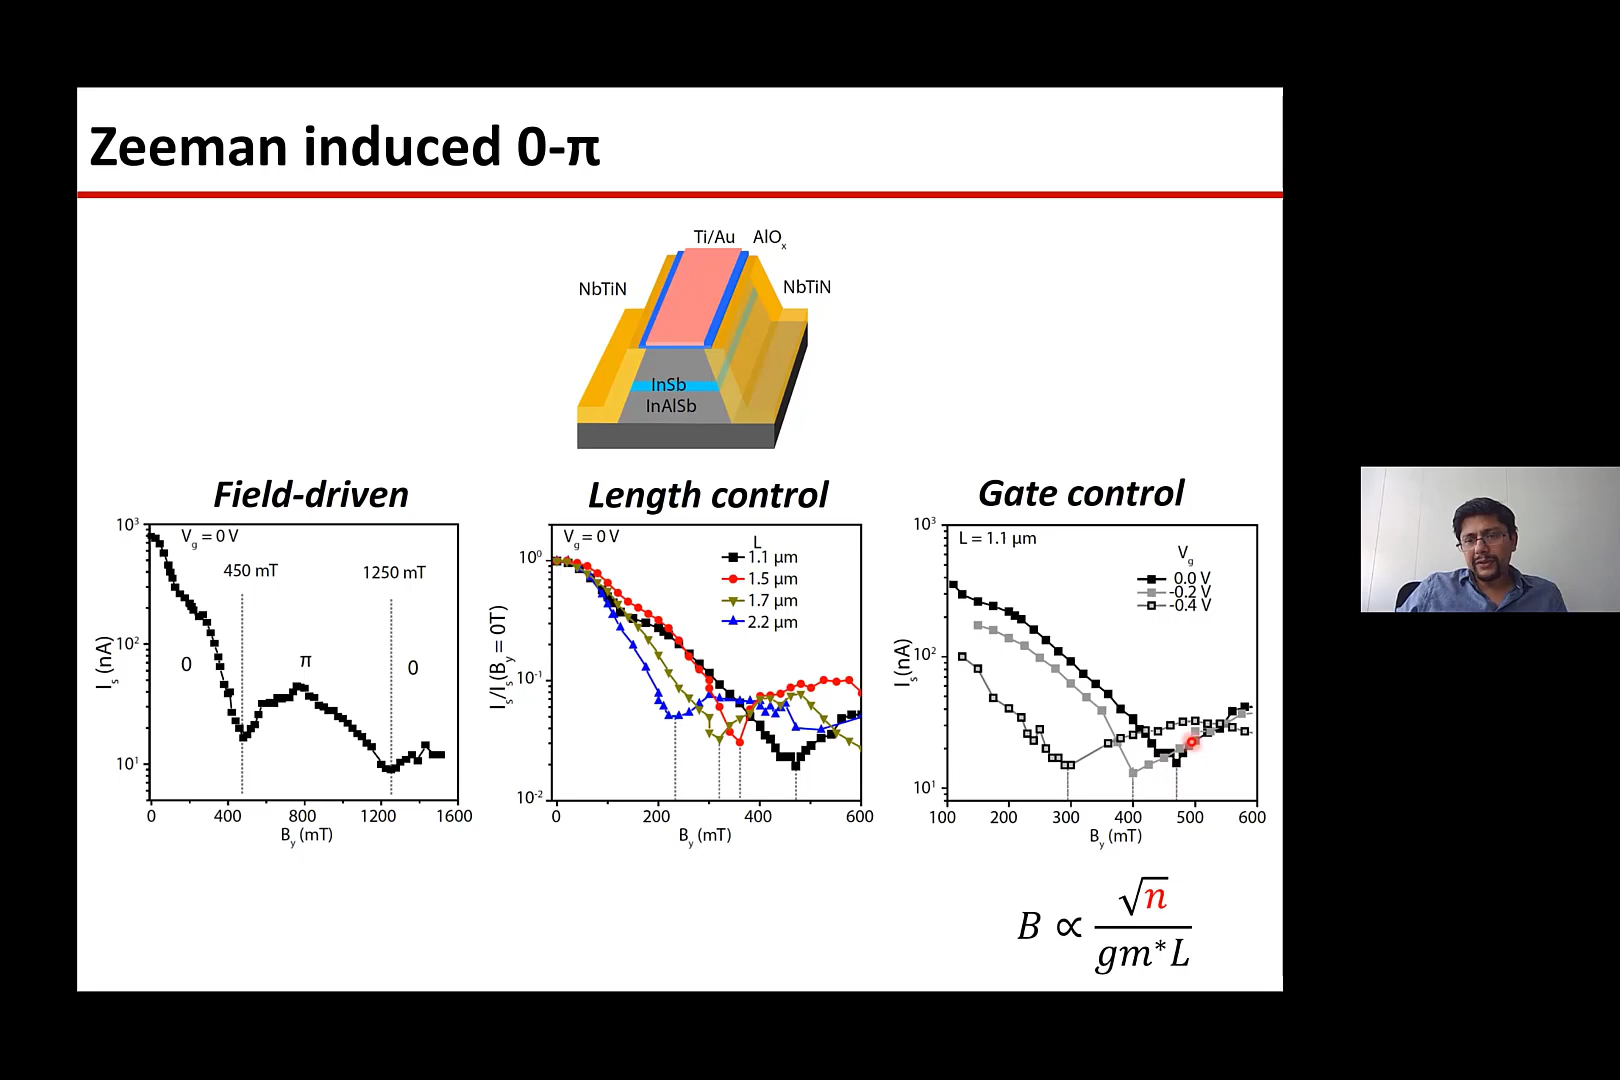 Zeeman induced 0-π
Ti/Au AlOx
NbTiN
NbTiN
InSb
InAlSb
Field-driven
Length control
Gate control
10³
10²
10¹
Is (nA)
Vg = 0 V
450 mT
1250 mT
0
π
0
0 400 800 1200 1600
By (mT)
10⁰
10⁻¹
10⁻²
Is/I (By = 0T)
Vg = 0 V
L
1.1 µm
1.5 µm
1.7 µm
2.2 µm
0 200 400 600
By (mT)
10³
10²
10¹
Is (nA)
L = 1.1 µm
Vg
0.0 V
-0.2 V
-0.4 V
100 200 300 400 500 600
By (mT)
B ∝ √n / gm*L